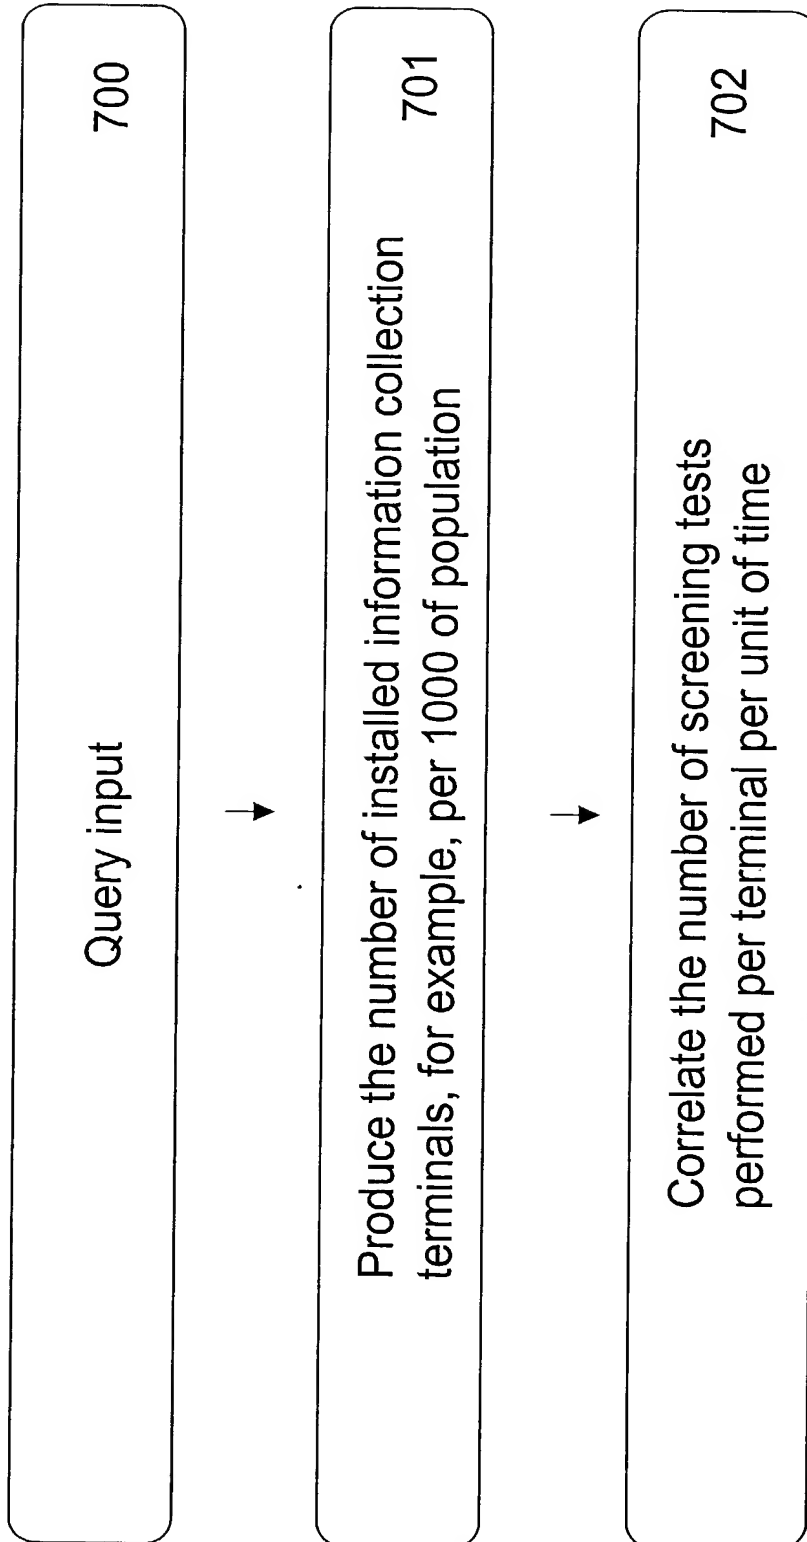 Query input
700
Produce the number of installed information collection
terminals, for example, per 1000 of population
701
Correlate the number of screening tests
performed per terminal per unit of time
702